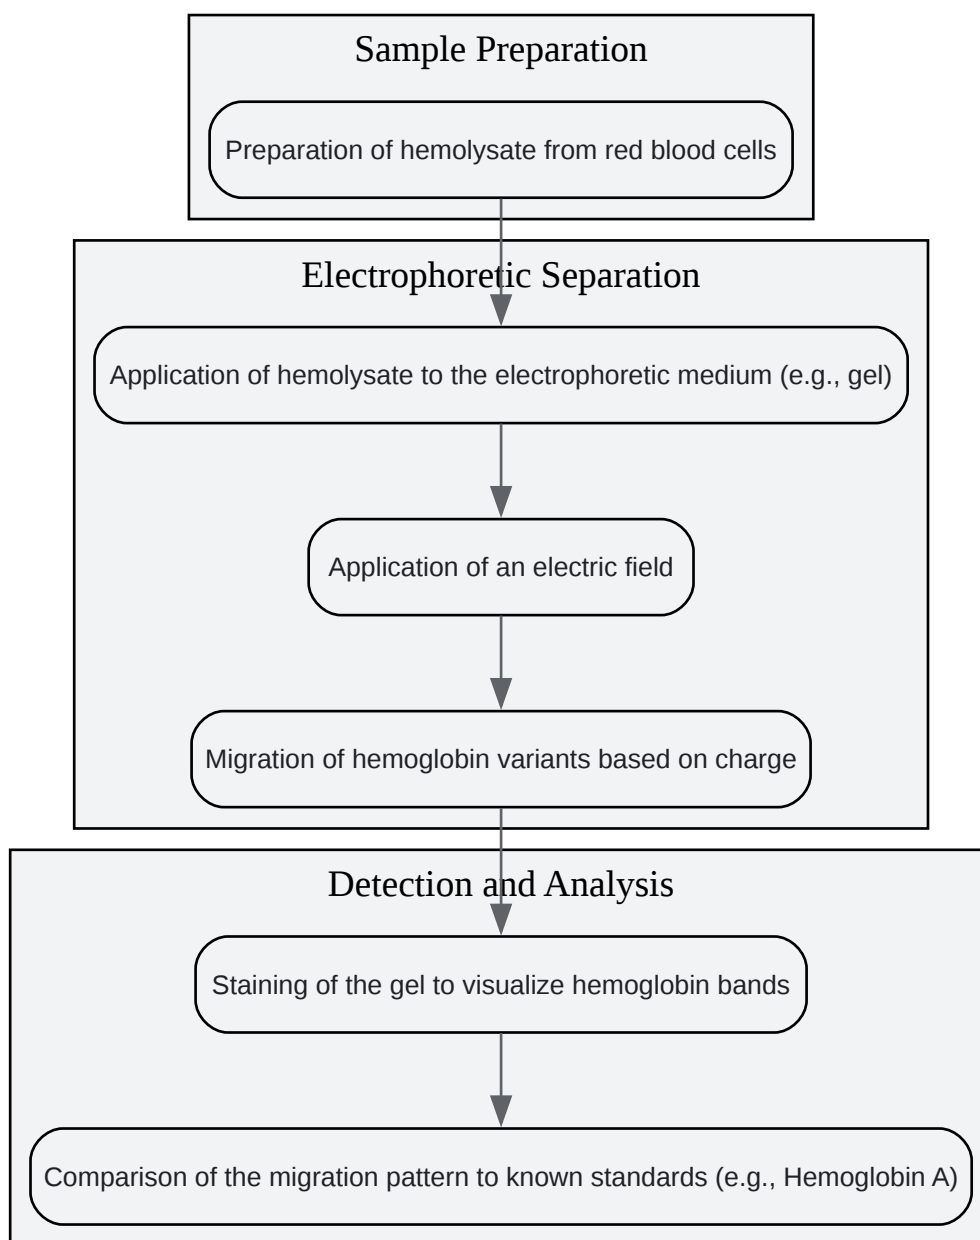 Sample Preparation
Preparation of hemolysate from red blood cells
Electrophoretic Separation
Application of hemolysate to the electrophoretic medium (e.g., gel)
Application of an electric field
Migration of hemoglobin variants based on charge
Detection and Analysis
Staining of the gel to visualize hemoglobin bands
Comparison of the migration pattern to known standards (e.g., Hemoglobin A)